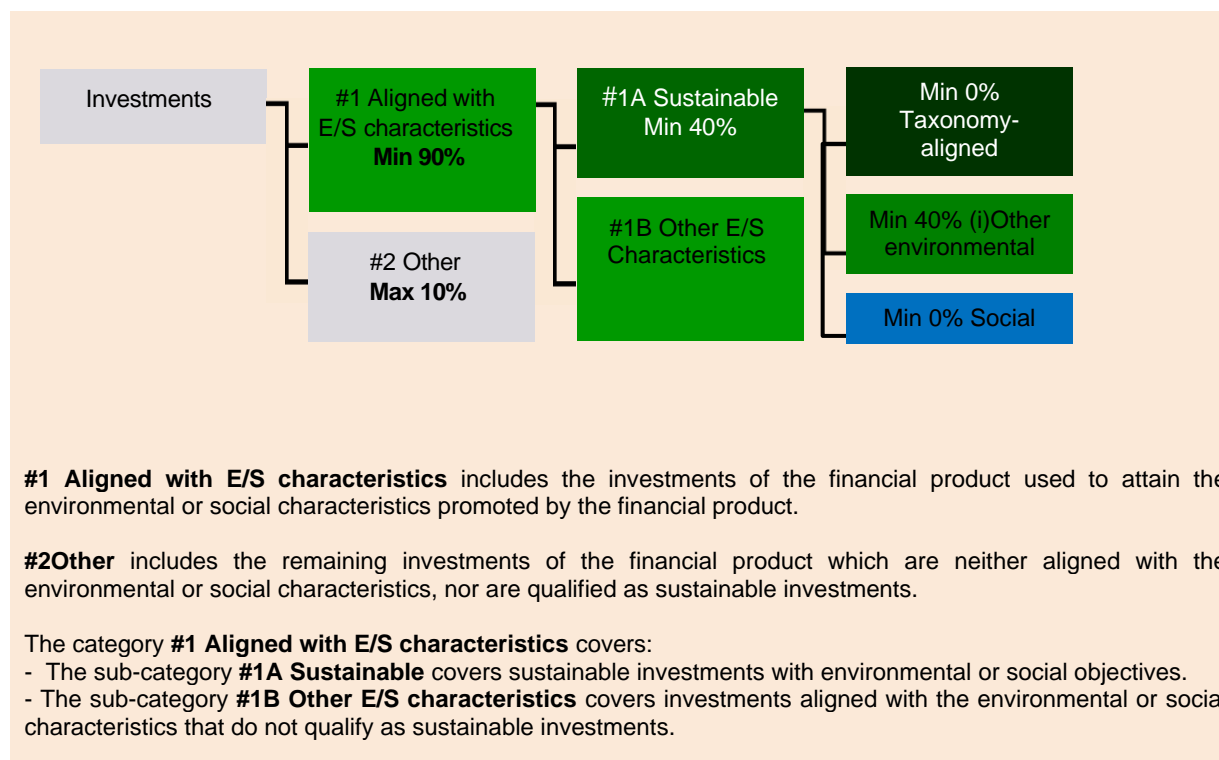 Investments
#1 Aligned with
E/S characteristics
Min 90%
#2 Other
Max 10%
#1A Sustainable
Min 40%
#1B Other E/S
Characteristics
Min 0%
Taxonomy-
aligned
Min 40% (i)Other
environmental
Min 0% Social
#1 Aligned with E/S characteristics includes the investments of the financial product used to attain the
environmental or social characteristics promoted by the financial product.
#2Other includes the remaining investments of the financial product which are neither aligned with the
environmental or social characteristics, nor are qualified as sustainable investments.
The category #1 Aligned with E/S characteristics covers:
- The sub-category #1A Sustainable covers sustainable investments with environmental or social objectives.
- The sub-category #1B Other E/S characteristics covers investments aligned with the environmental or social
characteristics that do not qualify as sustainable investments.